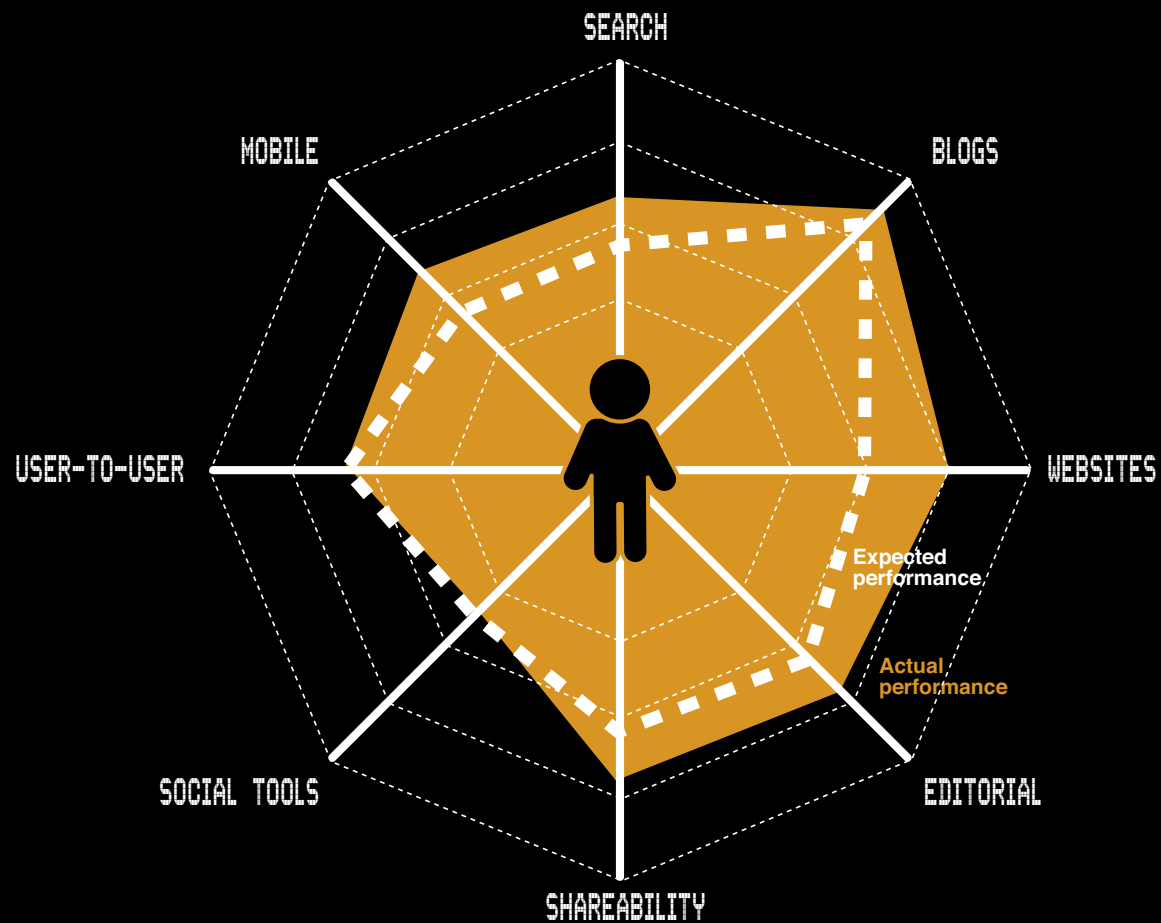 SEARCH
MOBILE
BLOGS
USER-TO-USER
WEBSITES
Expected
performance
Actual
performance
SOCIAL TOOLS
EDITORIAL
SHAREABILITY